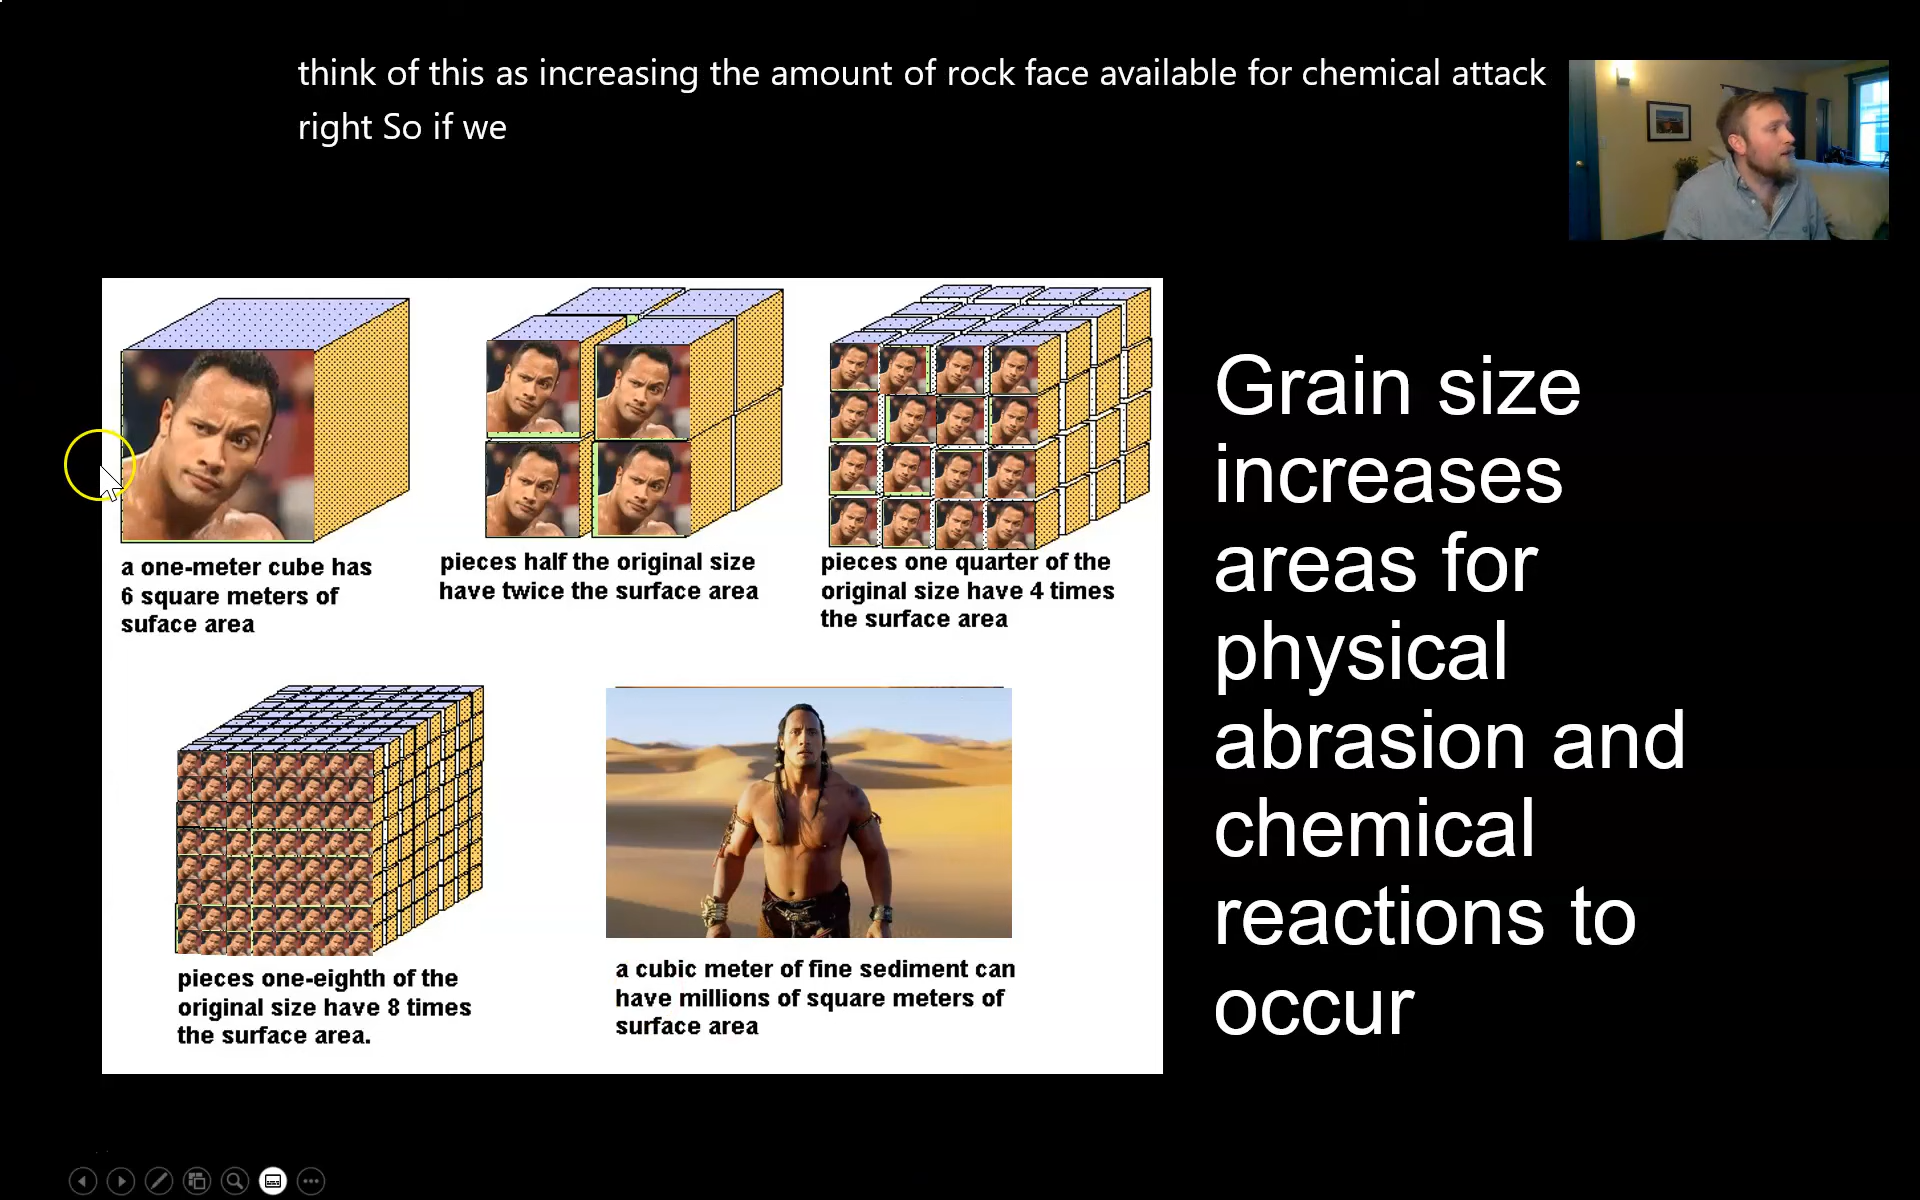 think of this as increasing the amount of rock face available for chemical attack
right So if we
a one-meter cube has
6 square meters of
suface area
pieces half the original size
have twice the surface area
pieces one quarter of the
original size have 4 times
the surface area
pieces one-eighth of the
original size have 8 times
the surface area.
a cubic meter of fine sediment can
have millions of square meters of
surface area
Grain size
increases
areas for
physical
abrasion and
chemical
reactions to
occur